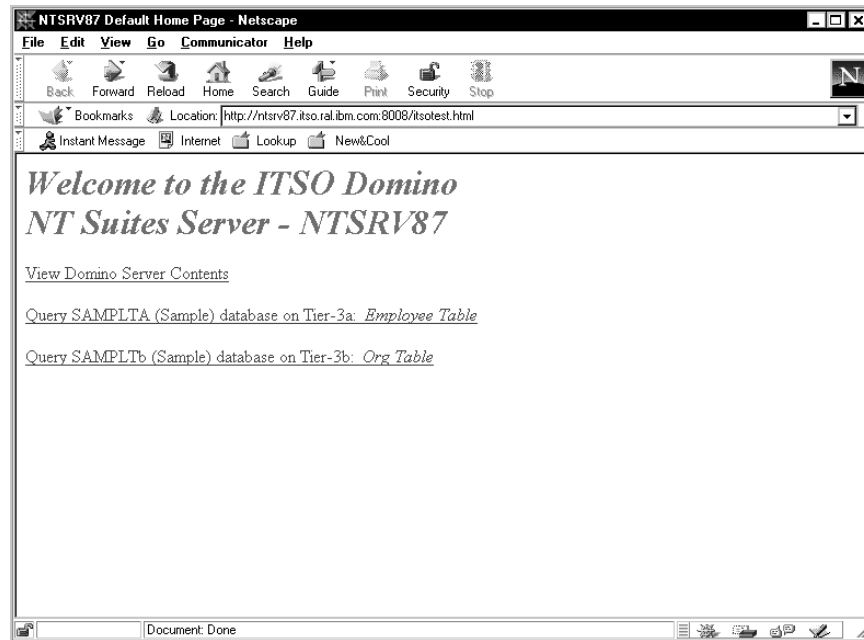 NTSRV87 Default Home Page - Netscape
File Edit View Go Communicator Help
Back Forward Reload Home Search Guide Print Security Stop
N
Bookmarks Location: http://ntsrv87.itso.ral.ibm.com:8008/itsotest.html
Instant Message Internet Lookup New&Cool
Welcome to the ITSO Domino
NT Suites Server - NTSRV87
View Domino Server Contents
Query SAMPLTA (Sample) database on Tier-3a: Employee Table
Query SAMPLTb (Sample) database on Tier-3b: Org Table
Document: Done